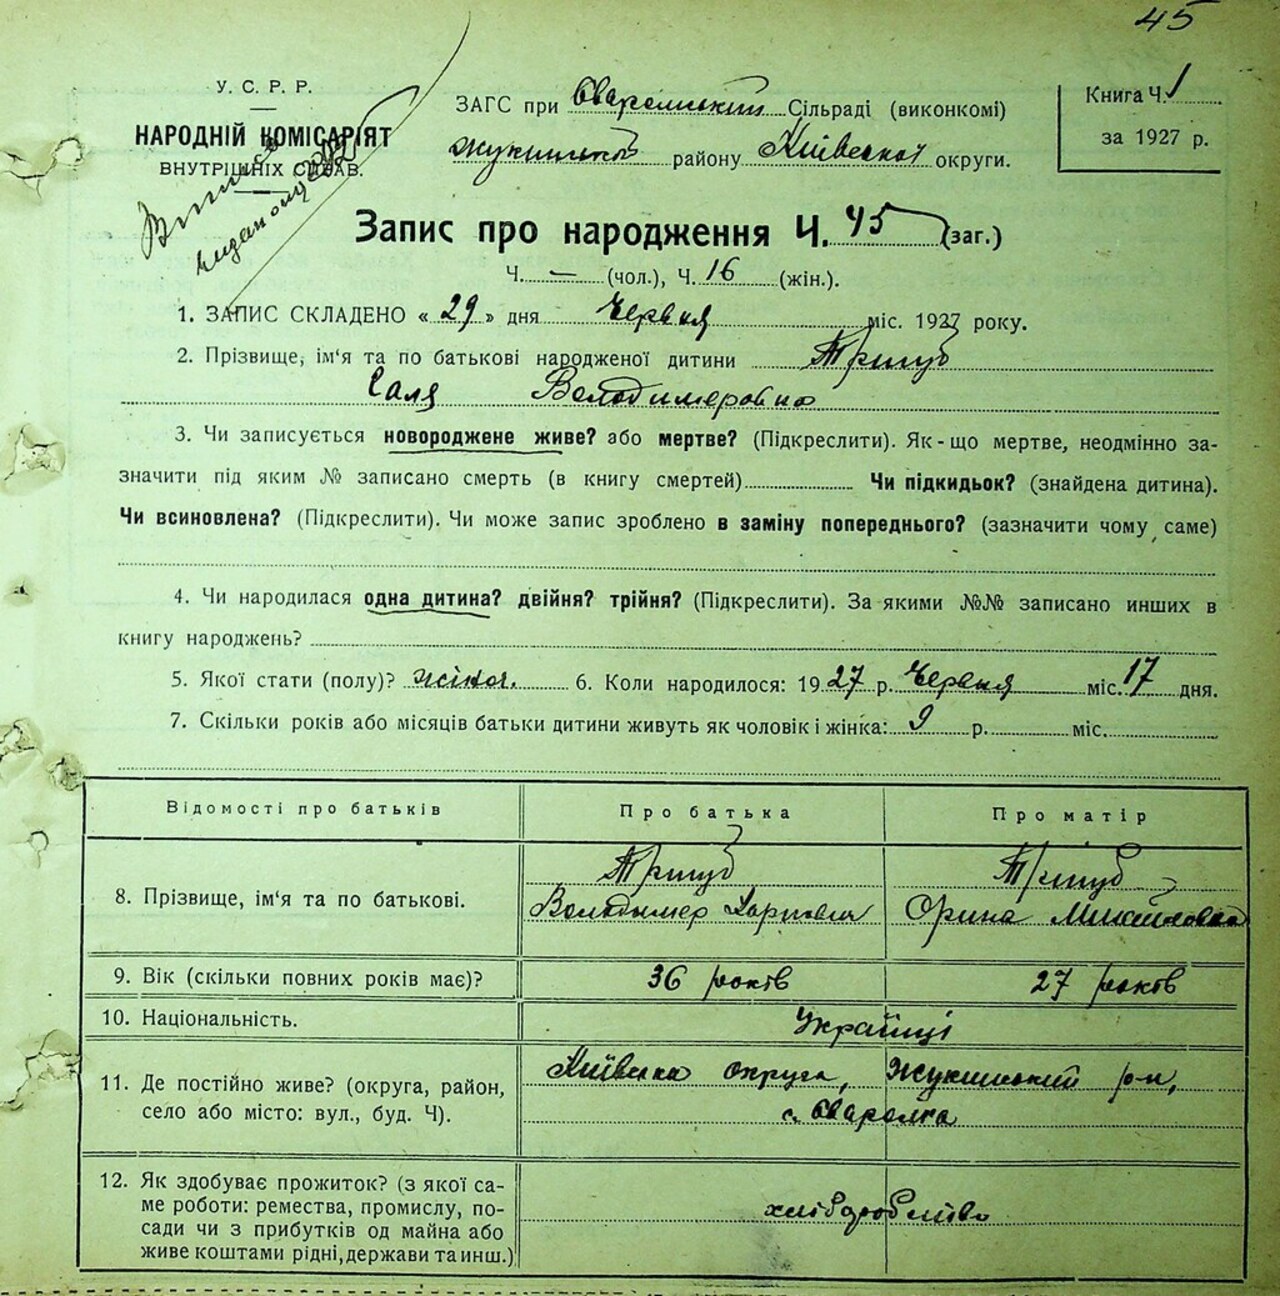 45
У. С. Р. Р.
НАРОДНІЙ КОМІСАРІЯТ
ВНУТРІШНІХ СПРАВ.
ЗАГС при Сваромській Сільраді (виконкомі)
Жукинської району Київської округи.
Книга Ч. 1
за 1927 р.
Запис про народження Ч. 45 (заг.)
Ч. — (чол.), Ч. 16 (жін.).
1. ЗАПИС СКЛАДЕНО « 29 » дня Червня міс. 1927 року.
2. Прізвище, ім'я та по батькові народженої дитини Тригуб
Галя Володимеровна
3. Чи записується новороджене живе? або мертве? (Підкреслити). Як-що мертве, неодмінно за-
значити під яким № записано смерть (в книгу смертей) Чи підкидьок? (знайдена дитина).
Чи всиновлена? (Підкреслити). Чи може запис зроблено в заміну попереднього? (зазначити чому саме)
4. Чи народилася одна дитина? двійня? трійня? (Підкреслити). За якими №№ записано инших в
книгу народжень?
5. Якої стати (полу)? жіноч. 6. Коли народилося: 1927 р. Червня міс. 17 дня.
7. Скільки років або місяців батьки дитини живуть як чоловік і жінка: 9 р. міс.
Відомості про батьків Про батька Про матір
8. Прізвище, ім'я та по батькові. Тригуб Тригуб
Володимер Карпович Орина Михайловна
9. Вік (скільки повних років має)? 36 років 27 років
10. Національність. Українці
11. Де постійно живе? (округа, район, Київська округа, Жукинський р-н,
село або місто: вул., буд. Ч). с. Сваромка
12. Як здобуває прожиток? (з якої са-
ме роботи: ремества, промислу, по- хліборобство
сади чи з прибутків од майна або
живе коштами рідні, держави та инш.)